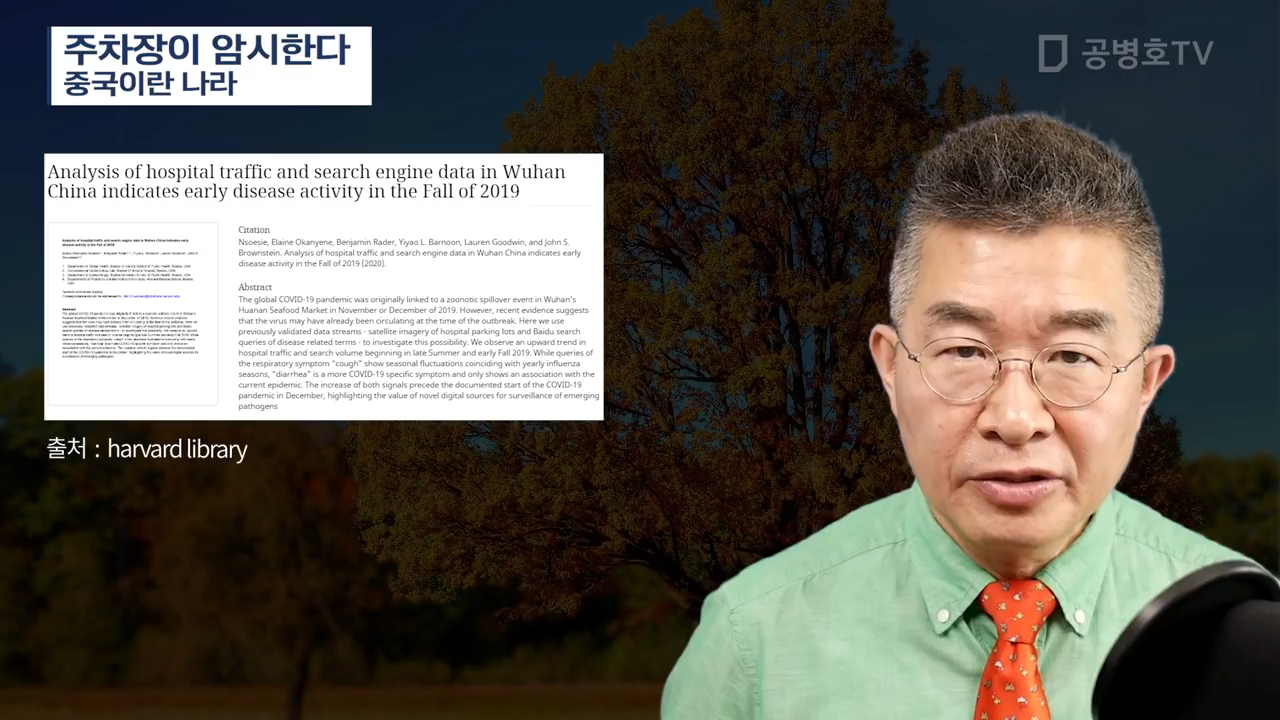 주차장이 암시한다
중국이란 나라
공병호TV
Analysis of hospital traffic and search engine data in Wuhan
China indicates early disease activity in the Fall of 2019
Citation
Nsoesie, Elaine Okanyene, Benjamin Rader, Yiyao L. Barnoon, Lauren Goodwin, and John S.
Brownstein. Analysis of hospital traffic and search engine data in Wuhan China indicates early
disease activity in the Fall of 2019 (2020).
Abstract
The global COVID-19 pandemic was originally linked to a zoonotic spillover event in Wuhan's
Huanan Seafood Market in November or December of 2019. However, recent evidence suggests
that the virus may have already been circulating at the time of the outbreak. Here we use
previously validated data streams - satellite imagery of hospital parking lots and Baidu search
queries of disease related terms - to investigate this possibility. We observe an upward trend in
hospital traffic and search volume beginning in late Summer and early Fall 2019. While queries of
the respiratory symptom "cough" show seasonal fluctuations coinciding with yearly influenza
seasons, "diarrhea" is a more COVID-19 specific symptom and only shows an association with the
current epidemic. The increase of both signals precede the documented start of the COVID-19
pandemic in December, highlighting the value of novel digital sources for surveillance of emerging
pathogens
출처 : harvard library